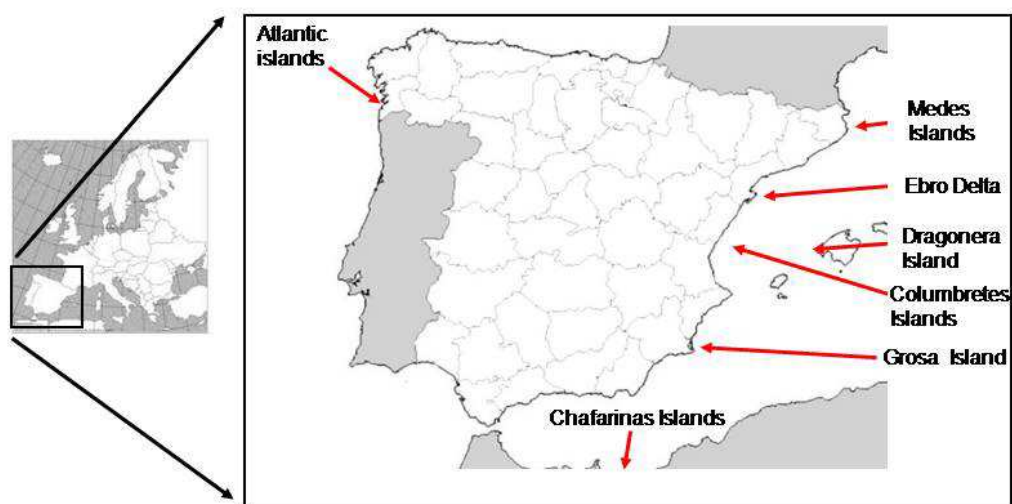 Atlantic
islands
Medes
Islands
Ebro Delta
Dragonera
Island
Columbretes
Islands
Grosa Island
Chafarinas Islands